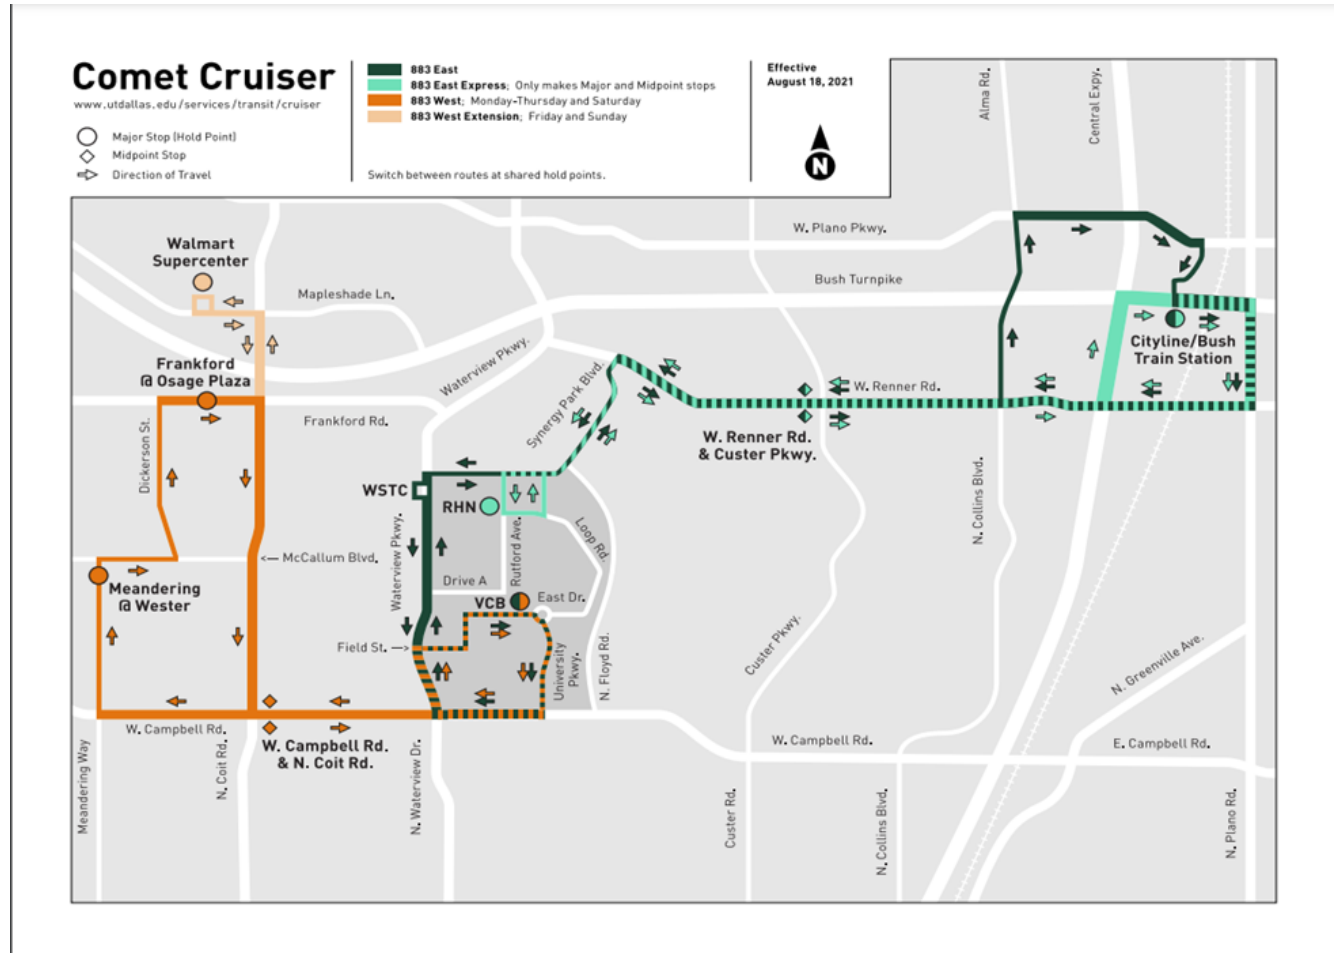 Comet Cruiser
www.utdallas.edu/services/transit/cruiser
Major Stop (Hold Point)
Midpoint Stop
Direction of Travel
883 East
883 East Express; Only makes Major and Midpoint stops
883 West; Monday-Thursday and Saturday
883 West Extension; Friday and Sunday
Switch between routes at shared hold points.
Effective
August 18, 2021
N
Alma Rd.
Central Expy.
W. Plano Pkwy.
Bush Turnpike
Walmart
Supercenter
Mapleshade Ln.
Frankford
@ Osage Plaza
Frankford Rd.
Waterview Pkwy.
Synergy Park Blvd.
W. Renner Rd.
W. Renner Rd.
& Custer Pkwy.
Cityline/Bush
Train Station
Dickerson St.
WSTC
RHN
Waterview Pkwy.
Rutford Ave.
Loop Rd.
N. Collins Blvd.
McCallum Blvd.
Meandering
@ Wester
Drive A
VCB
East Dr.
Field St.
University
Pkwy.
N. Floyd Rd.
Custer Pkwy.
N. Greenville Ave.
W. Campbell Rd.
W. Campbell Rd.
& N. Coit Rd.
W. Campbell Rd.
E. Campbell Rd.
Meandering Way
N. Coit Rd.
N. Waterview Dr.
Custer Rd.
N. Collins Blvd.
N. Plano Rd.